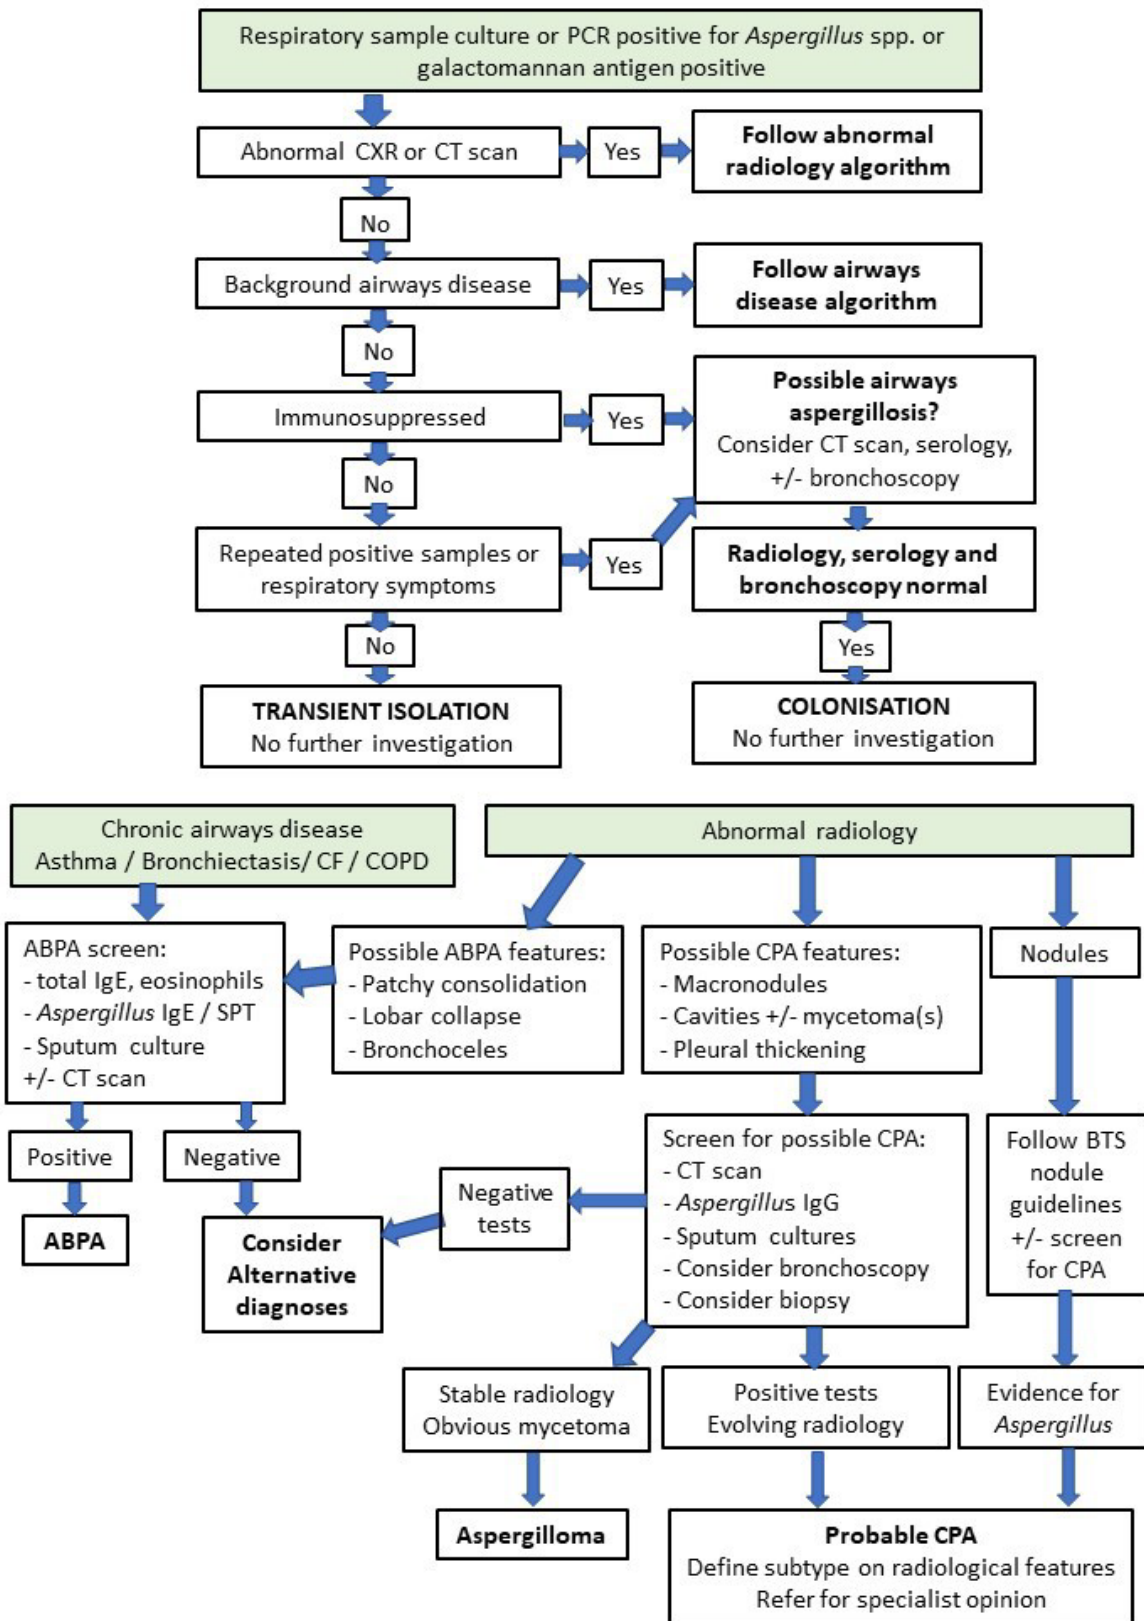 Respiratory sample culture or PCR positive for Aspergillus spp. or
galactomannan antigen positive
Abnormal CXR or CT scan
Yes
Follow abnormal
radiology algorithm
No
Background airways disease
Yes
Follow airways
disease algorithm
No
Immunosuppressed
Yes
Possible airways
aspergillosis?
Consider CT scan, serology,
+/- bronchoscopy
No
Repeated positive samples or
respiratory symptoms
Yes
Radiology, serology and
bronchoscopy normal
No
Yes
TRANSIENT ISOLATION
No further investigation
COLONISATION
No further investigation
Chronic airways disease
Asthma / Bronchiectasis/ CF / COPD
Abnormal radiology
ABPA screen:
- total IgE, eosinophils
- Aspergillus IgE / SPT
- Sputum culture
+/- CT scan
Possible ABPA features:
- Patchy consolidation
- Lobar collapse
- Bronchoceles
Possible CPA features:
- Macronodules
- Cavities +/- mycetoma(s)
- Pleural thickening
Nodules
Positive
Negative
Negative
tests
Screen for possible CPA:
- CT scan
- Aspergillus IgG
- Sputum cultures
- Consider bronchoscopy
- Consider biopsy
Follow BTS
nodule
guidelines
+/- screen
for CPA
ABPA
Consider
Alternative
diagnoses
Stable radiology
Obvious mycetoma
Positive tests
Evolving radiology
Evidence for
Aspergillus
Aspergilloma
Probable CPA
Define subtype on radiological features
Refer for specialist opinion